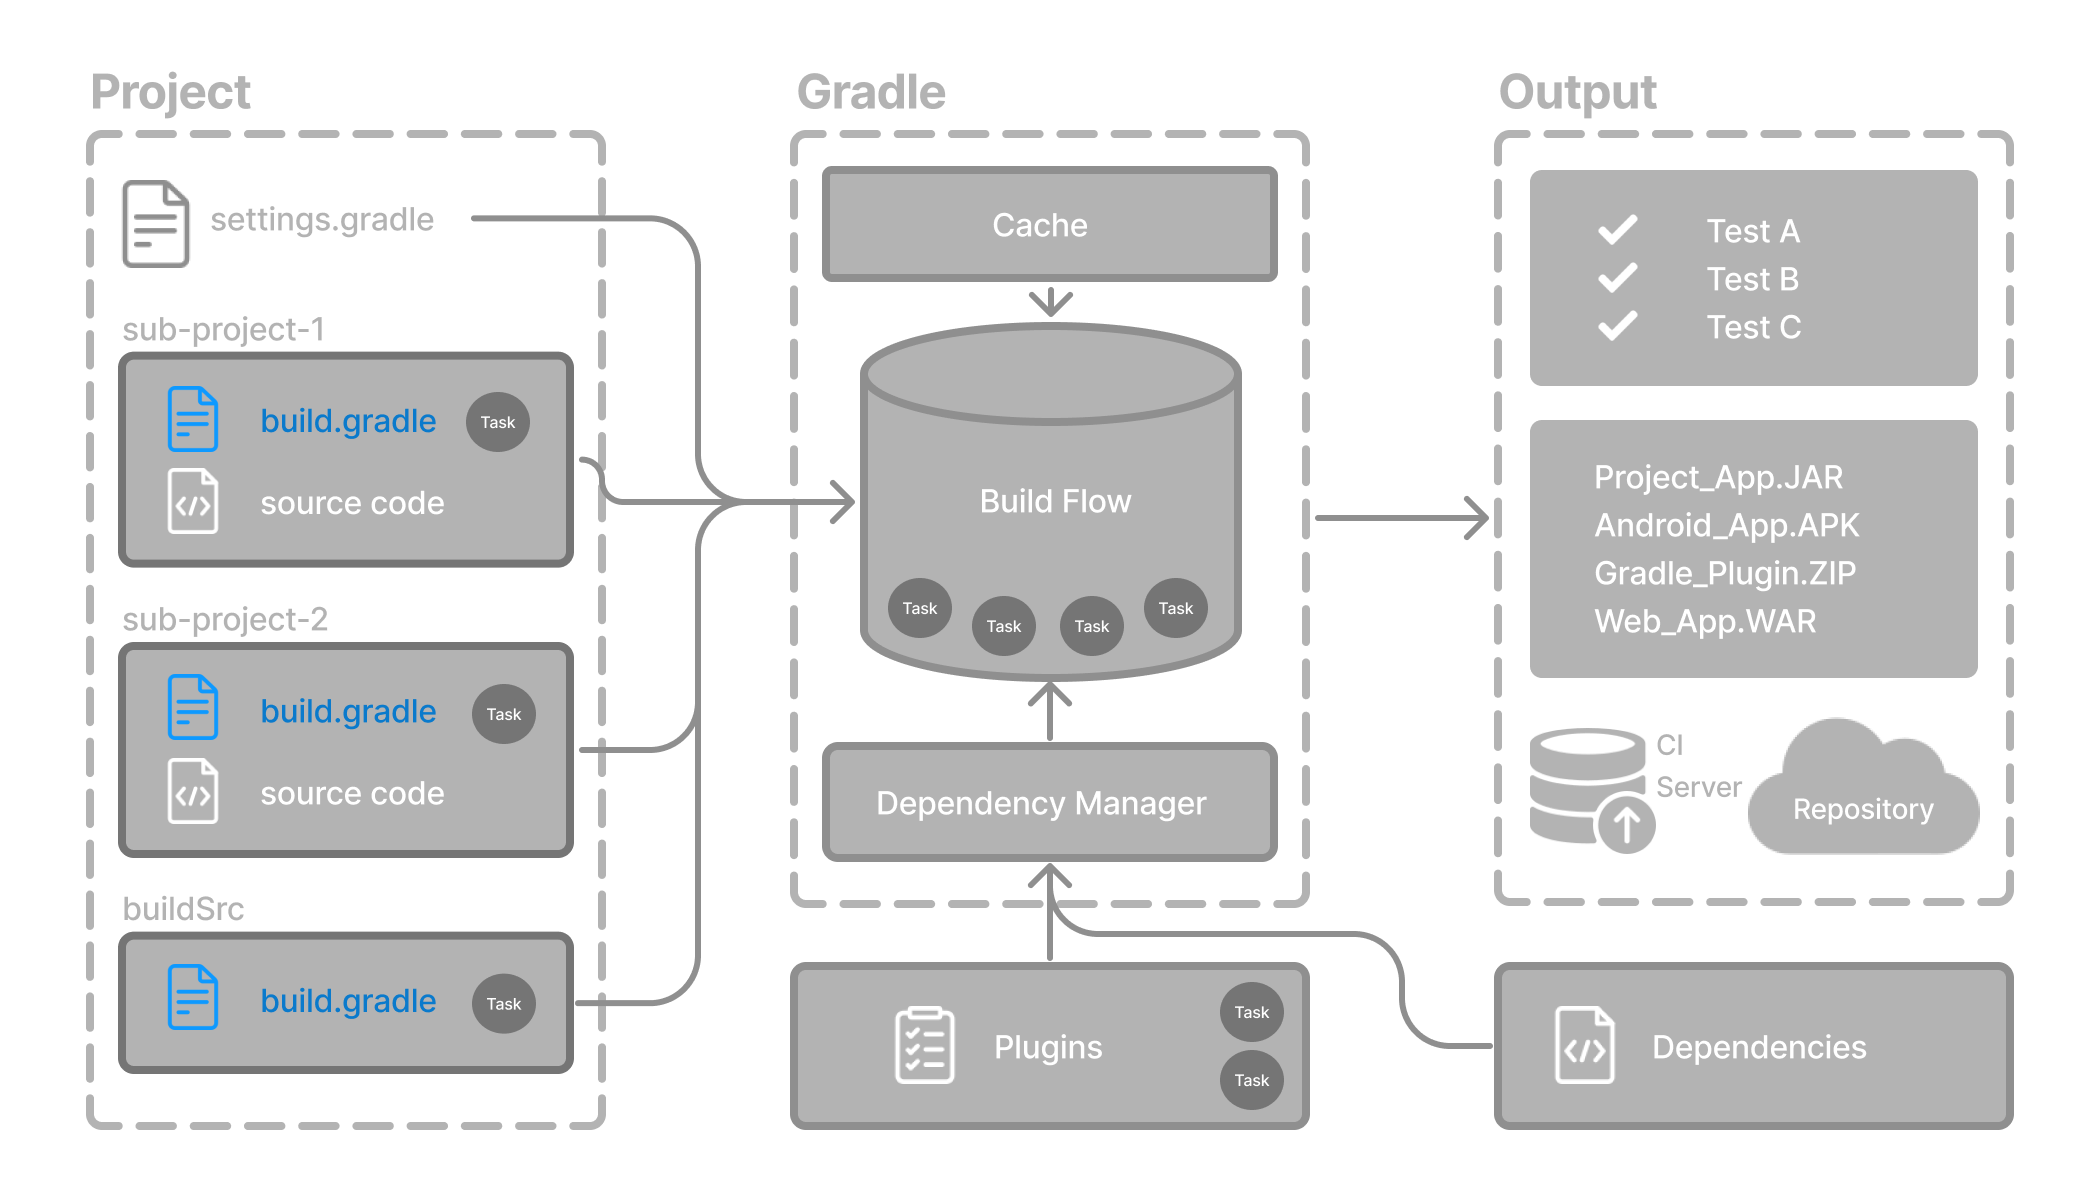 Project
settings.gradle
sub-project-1
build.gradle
Task
source code
sub-project-2
build.gradle
Task
source code
buildSrc
build.gradle
Task
Gradle
Cache
Build Flow
Task
Task
Task
Task
Dependency Manager
Plugins
Task
Task
Output
Test A
Test B
Test C
Project_App.JAR
Android_App.APK
Gradle_Plugin.ZIP
Web_App.WAR
CI
Server
Repository
Dependencies